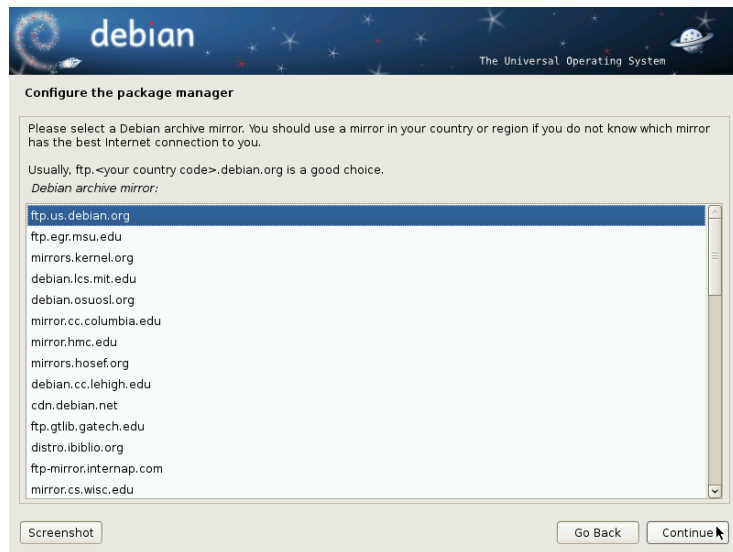 debian
The Universal Operating System
Configure the package manager
Please select a Debian archive mirror. You should use a mirror in your country or region if you do not know which mirror
has the best Internet connection to you.
Usually, ftp.<your country code>.debian.org is a good choice.
Debian archive mirror:
ftp.us.debian.org
ftp.egr.msu.edu
mirrors.kernel.org
debian.lcs.mit.edu
debian.osuosl.org
mirror.cc.columbia.edu
mirror.hmc.edu
mirrors.hosef.org
debian.cc.lehigh.edu
cdn.debian.net
ftp.gtlib.gatech.edu
distro.ibiblio.org
ftp-mirror.internap.com
mirror.cs.wisc.edu
Screenshot
Go Back
Continue